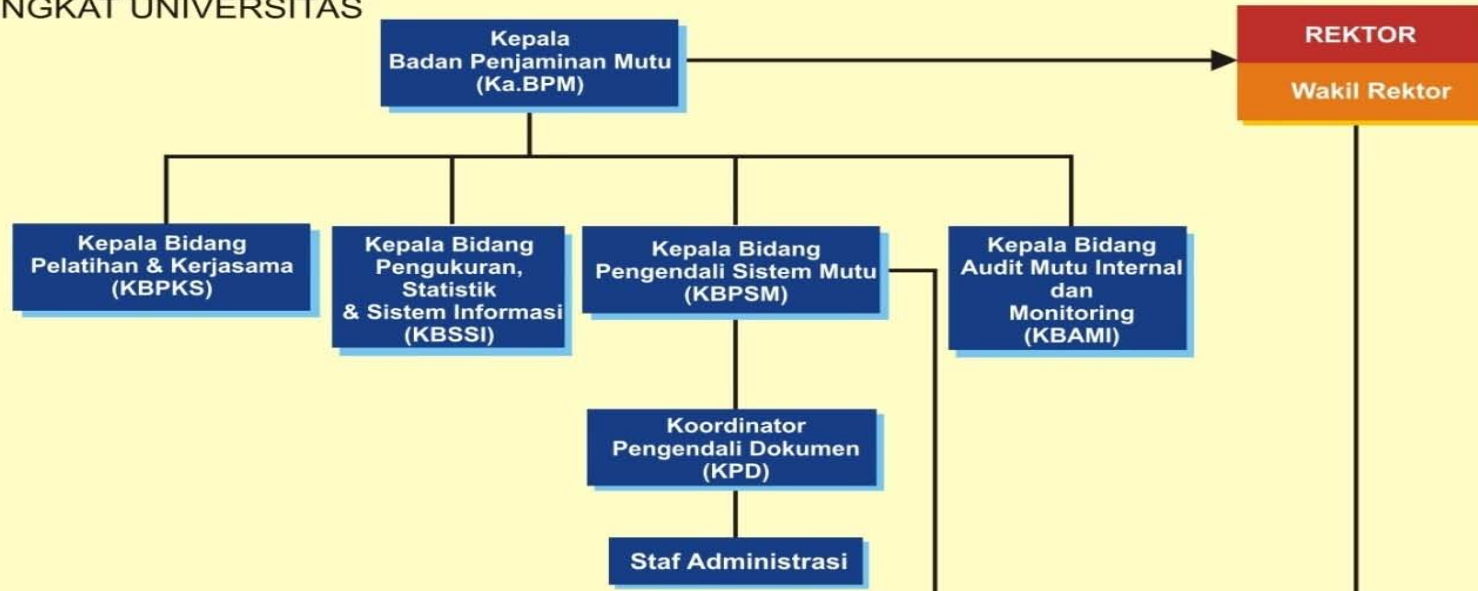 NGKAT UNIVERSITAS
Kepala
Badan Penjaminan Mutu
(Ka.BPM)
REKTOR
Wakil Rektor
Kepala Bidang
Pelatihan & Kerjasama
(KBPKS)
Kepala Bidang
Pengukuran,
Statistik
& Sistem Informasi
(KBSSI)
Kepala Bidang
Pengendali Sistem Mutu
(KBPSM)
Kepala Bidang
Audit Mutu Internal
dan
Monitoring
(KBAMI)
Koordinator
Pengendali Dokumen
(KPD)
Staf Administrasi